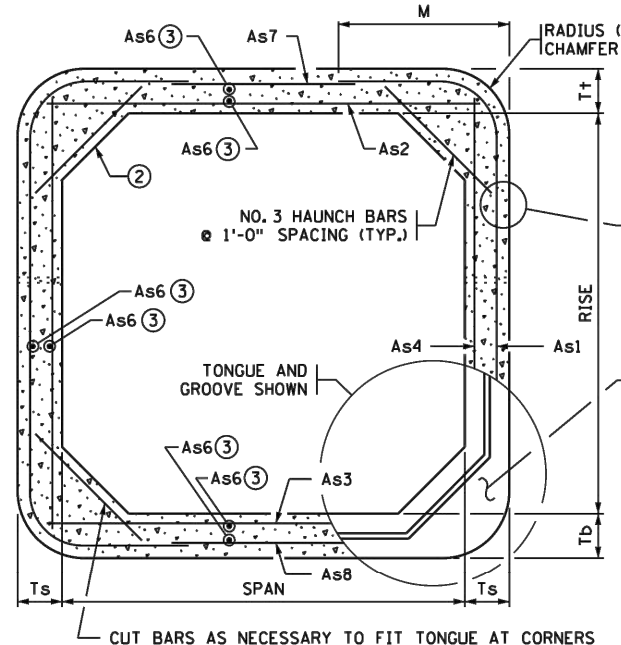 M
RADIUS (
CHAMFER
As6 ③
As7
Tt
As6 ③
As2
②
NO. 3 HAUNCH BARS
@ 1'-0" SPACING (TYP.)
RISE
As6 ③
As6 ③
As4
As1
TONGUE AND
GROOVE SHOWN
As6 ③
As6 ③
As3
Tb
As8
Ts
SPAN
Ts
CUT BARS AS NECESSARY TO FIT TONGUE AT CORNERS